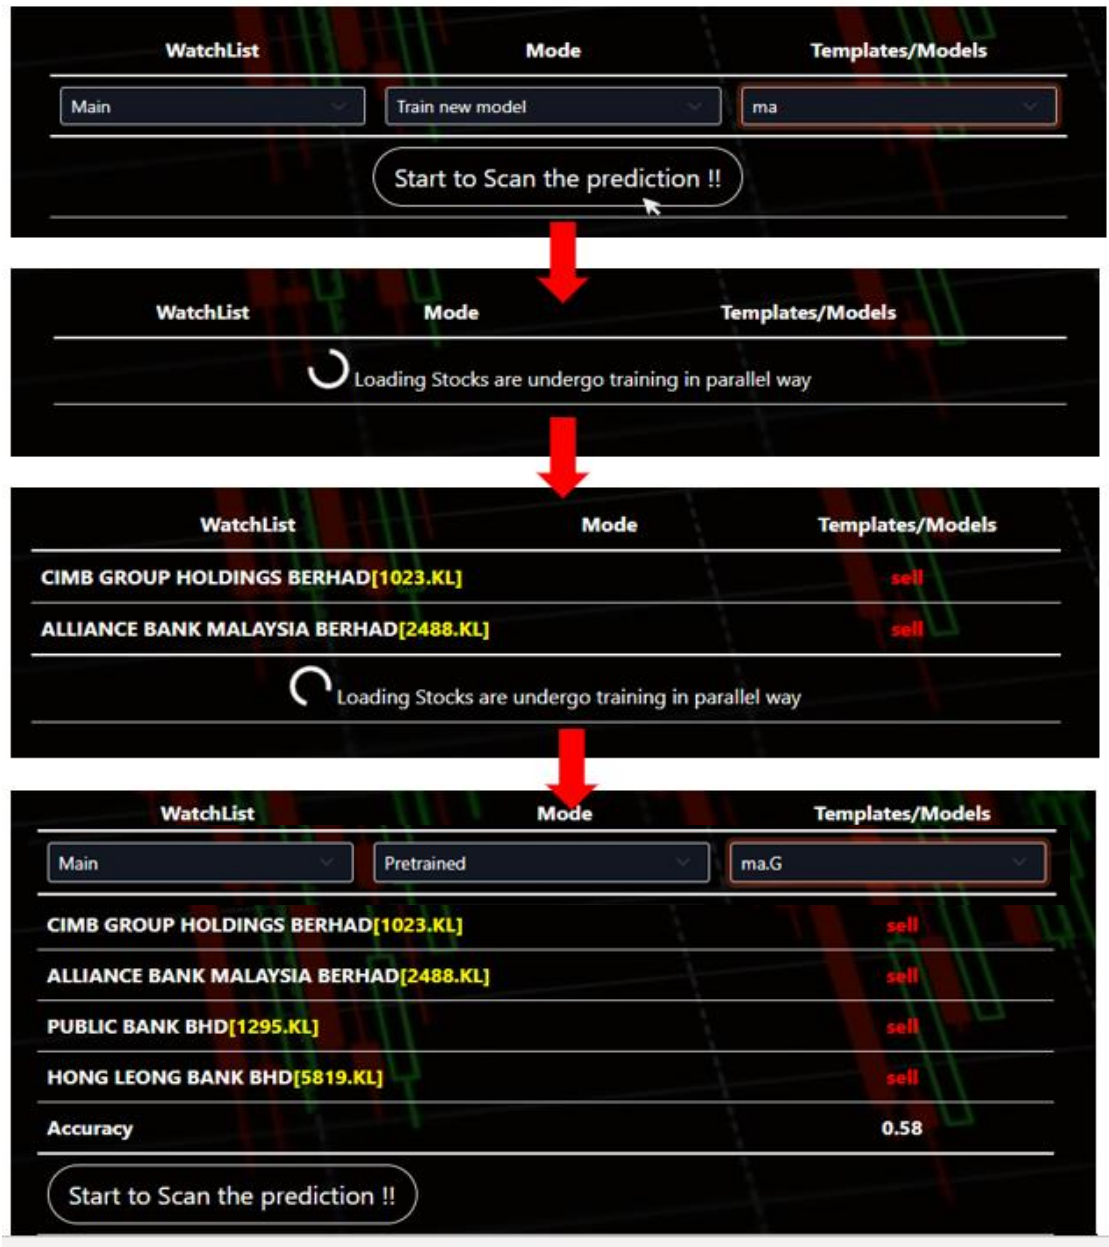 WatchList Mode Templates/Models
Main Train new model ma
Start to Scan the prediction !!
WatchList Mode Templates/Models
Loading Stocks are undergo training in parallel way
WatchList Mode Templates/Models
CIMB GROUP HOLDINGS BERHAD[1023.KL] sell
ALLIANCE BANK MALAYSIA BERHAD[2488.KL] sell
Loading Stocks are undergo training in parallel way
WatchList Mode Templates/Models
Main Pretrained ma.G
CIMB GROUP HOLDINGS BERHAD[1023.KL] sell
ALLIANCE BANK MALAYSIA BERHAD[2488.KL] sell
PUBLIC BANK BHD[1295.KL] sell
HONG LEONG BANK BHD[5819.KL] sell
Accuracy 0.58
Start to Scan the prediction !!